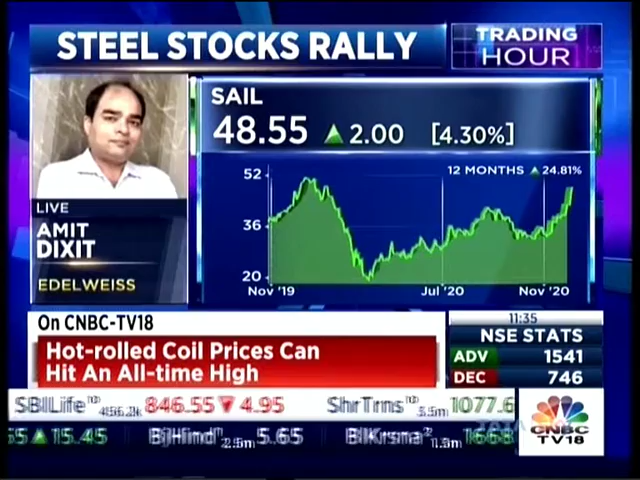 STEEL STOCKS RALLY
TRADING
HOUR
SAIL
48.55 ▲ 2.00 [4.30%]
12 MONTHS ▲ 24.81%
52
36
20
Nov '19 Jul '20 Nov '20
LIVE
AMIT
DIXIT
EDELWEISS
On CNBC-TV18
Hot-rolled Coil Prices Can
Hit An All-time High
11:35
NSE STATS
ADV 1541
DEC 746
SBILife 846.55 ▼ 4.95 ShrTrns 1077.6
▲ 15.45 BjHind 5.65 BlKrsna
CNBC
TV18